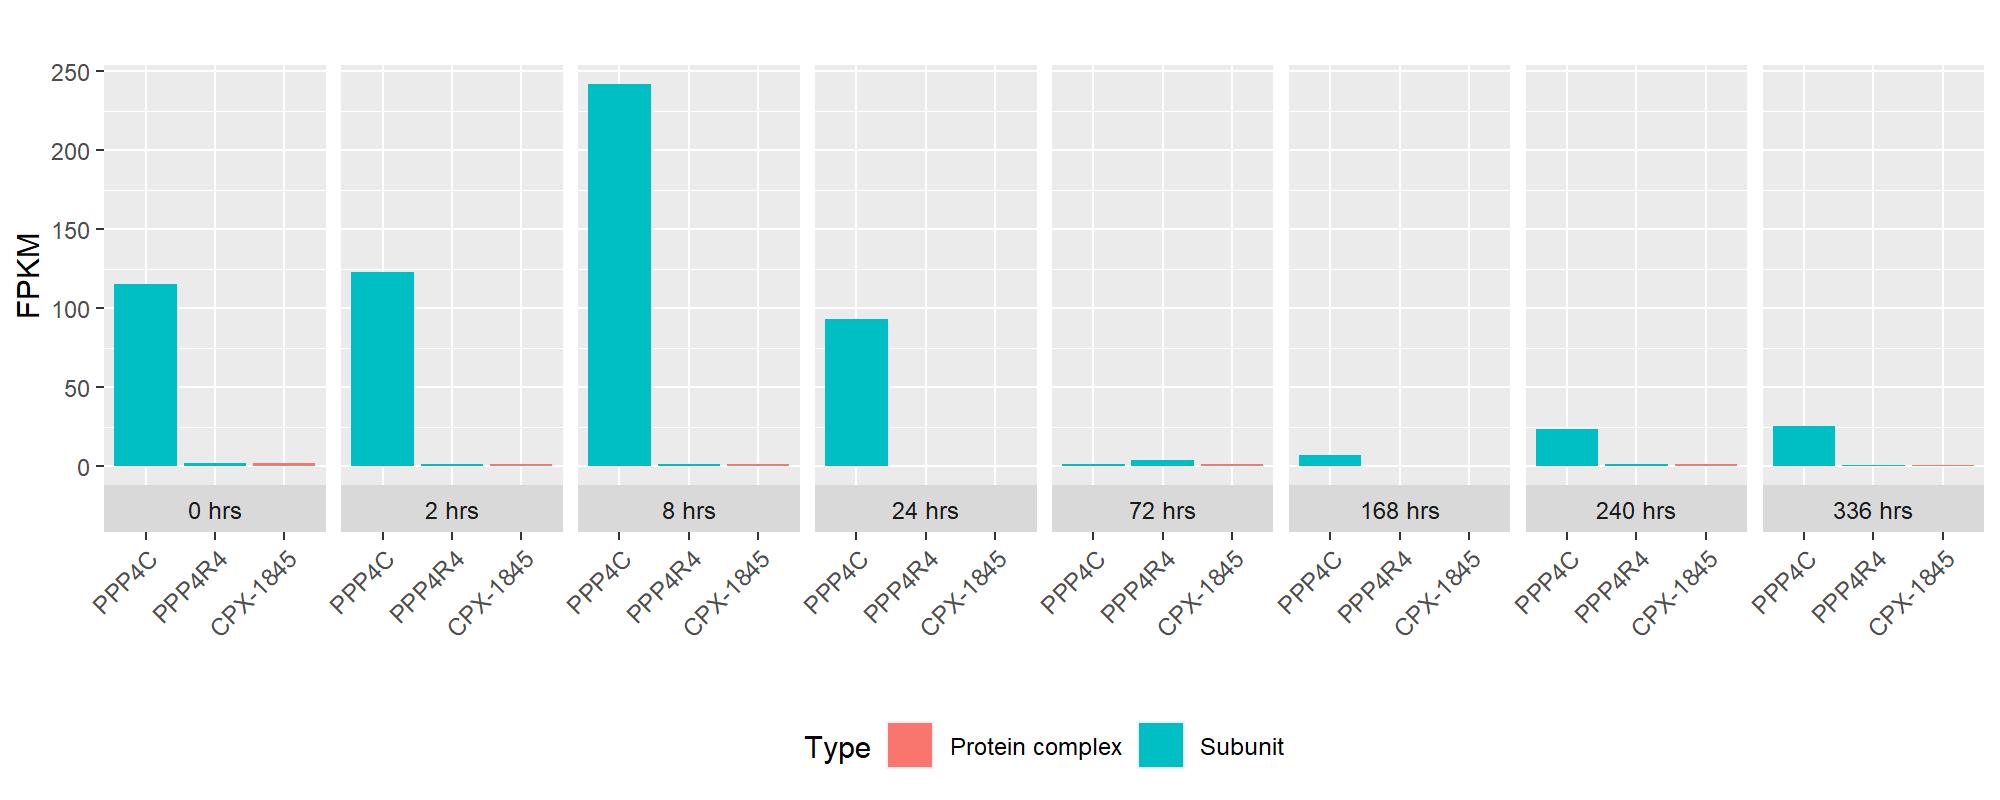 FPKM
250
200
150
100
50
0
0 hrs 2 hrs 8 hrs 24 hrs 72 hrs 168 hrs 240 hrs 336 hrs
PPP4C PPP4R4 CPX-1845 PPP4C PPP4R4 CPX-1845 PPP4C PPP4R4 CPX-1845 PPP4C PPP4R4 CPX-1845 PPP4C PPP4R4 CPX-1845 PPP4C PPP4R4 CPX-1845 PPP4C PPP4R4 CPX-1845 PPP4C PPP4R4 CPX-1845
Type Protein complex Subunit